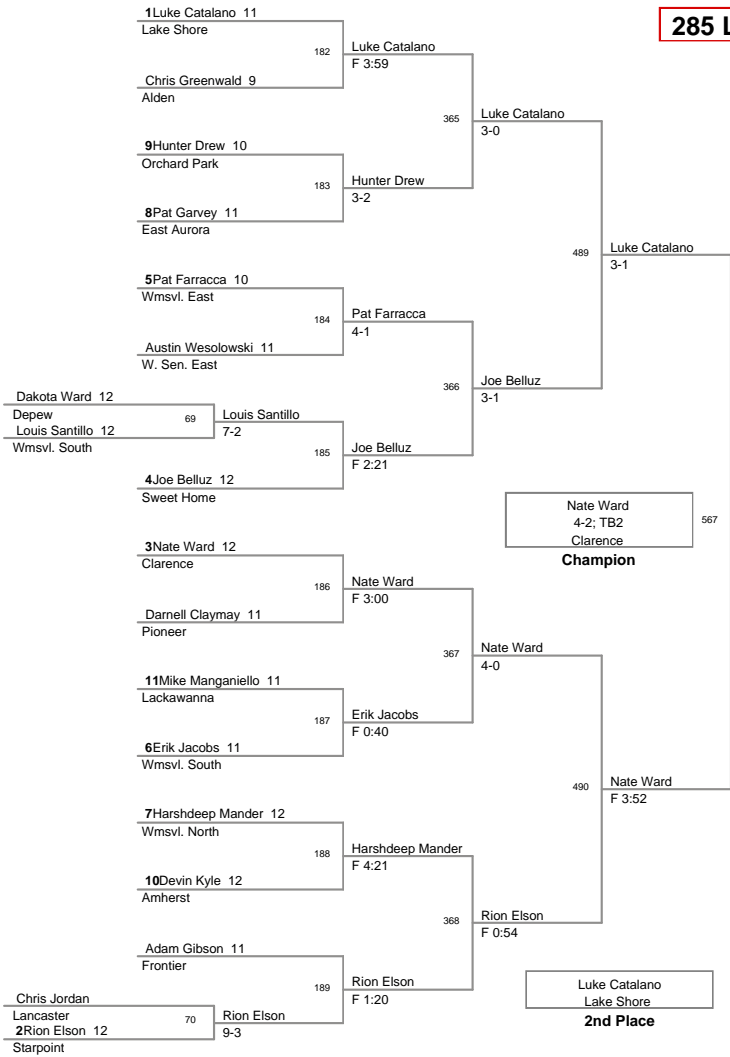 1Luke Catalano 11
Lake Shore
285 L
182
Luke Catalano
F 3:59
Chris Greenwald 9
Alden
365
Luke Catalano
3-0
9Hunter Drew 10
Orchard Park
183
Hunter Drew
3-2
8Pat Garvey 11
East Aurora
489
Luke Catalano
3-1
5Pat Farracca 10
Wmsvl. East
184
Pat Farracca
4-1
Austin Wesolowski 11
W. Sen. East
366
Joe Belluz
3-1
Dakota Ward 12
Depew
69
Louis Santillo
7-2
Louis Santillo 12
Wmsvl. South
185
Joe Belluz
F 2:21
4Joe Belluz 12
Sweet Home
Nate Ward
4-2; TB2
Clarence
567
Champion
3Nate Ward 12
Clarence
186
Nate Ward
F 3:00
Darnell Claymay 11
Pioneer
367
Nate Ward
4-0
11Mike Manganiello 11
Lackawanna
187
Erik Jacobs
F 0:40
6Erik Jacobs 11
Wmsvl. South
490
Nate Ward
F 3:52
7Harshdeep Mander 12
Wmsvl. North
188
Harshdeep Mander
F 4:21
10Devin Kyle 12
Amherst
368
Rion Elson
F 0:54
Adam Gibson 11
Frontier
189
Rion Elson
F 1:20
Chris Jordan
Lancaster
70
Rion Elson
9-3
2Rion Elson 12
Starpoint
Luke Catalano
Lake Shore
2nd Place